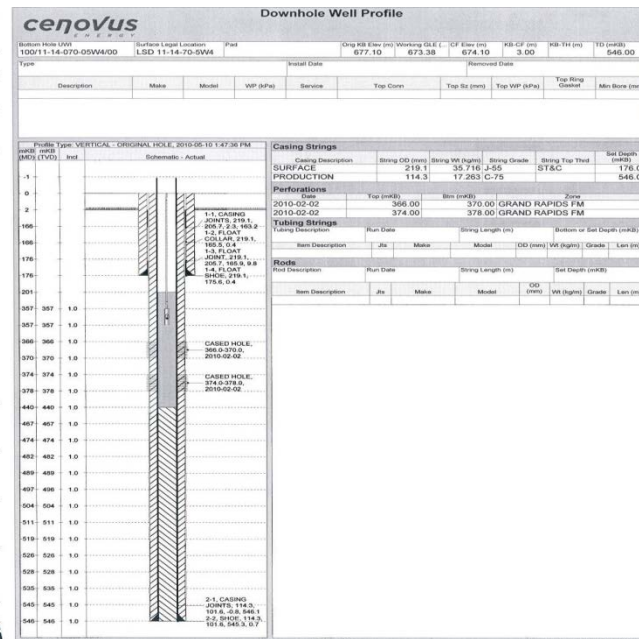 Downhole Well Profile
cenovus
ENERGY
Bottom Hole UWI Surface Legal Location Pad Orig KB Elev (m) Working GLE (... CF Elev (m) KB-CF (m) KB-TH (m) TD (mKB)
100/11-14-070-05W4/00 LSD 11-14-70-5W4 677.10 673.38 674.10 3.00 546.00
Type Install Date Removed Date
Description Make Model WP (kPa) Service Top Conn Top Sz (mm) Top WP (kPa) Top Ring Gasket Min Bore (mm
Profile Type: VERTICAL - ORIGINAL HOLE, 2010-05-10 1:47:30 PM
mKB (MD) mKB (TVD) Incl Schematic - Actual
-1
0
2
166
166
176
176
201
357 357 1.0
357 357 1.0
366 366 1.0
370 370 1.0
374 374 1.0
378 378 1.0
440 440 1.0
467 467 1.0
474 474 1.0
482 482 1.0
489 489 1.0
497 497 1.0
504 504 1.0
511 511 1.0
519 519 1.0
526 526 1.0
528 528 1.0
535 535 1.0
545 545 1.0
546 546 1.0
1-1, CASING
JOINTS, 219.1,
205.7, 2.3, 163.2
1-2, FLOAT
COLLAR, 219.1,
165.5, 0.4
1-3, FLOAT
JOINT, 219.1,
205.7, 165.9, 9.8
1-4, FLOAT
SHOE, 219.1,
175.6, 0.4
CASED HOLE,
366.0-370.0,
2010-02-02
CASED HOLE,
374.0-378.0,
2010-02-02
2-1, CASING
JOINTS, 114.3,
101.6, -0.8, 546.1
2-2, SHOE, 114.3,
101.6, 545.3, 0.7
Casing Strings
Casing Description String OD (mm) String Wt (kg/m) String Grade String Top Thrd Set Depth (mKB)
SURFACE 219.1 35.716 J-55 ST&C 176.0
PRODUCTION 114.3 17.263 C-75 546.0
Perforations
Date Top (mKB) Btm (mKB) Zone
2010-02-02 366.00 370.00 GRAND RAPIDS FM
2010-02-02 374.00 378.00 GRAND RAPIDS FM
Tubing Strings
Tubing Description Run Date String Length (m) Bottom or Set Depth (mKB)
Item Description Jts Make Model OD (mm) Wt (kg/m) Grade Len (m
Rods
Rod Description Run Date String Length (m) Set Depth (mKB)
Item Description Jts Make Model OD (mm) Wt (kg/m) Grade Len (m